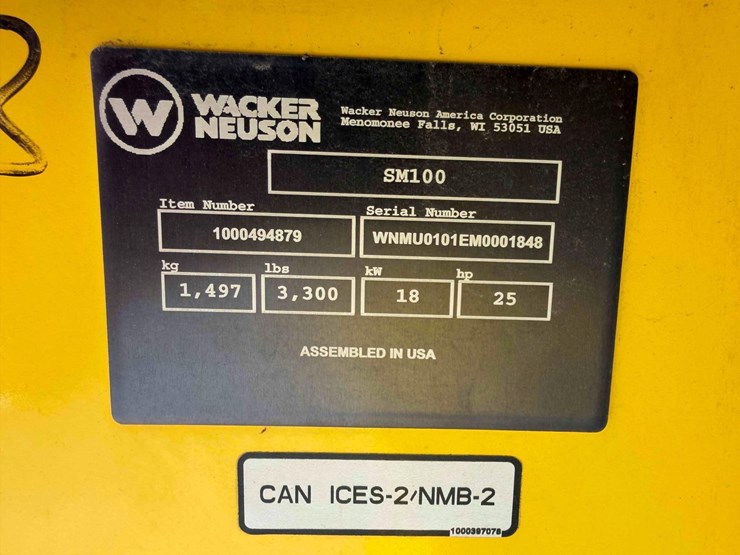 W WACKER NEUSON
Wacker Neuson America Corporation
Menomonee Falls, WI 53051 USA
SM100
Item Number Serial Number
1000494879 WNMU0101EM0001848
kg lbs kW hp
1,497 3,300 18 25
ASSEMBLED IN USA
CAN ICES-2/NMB-2
1000397078